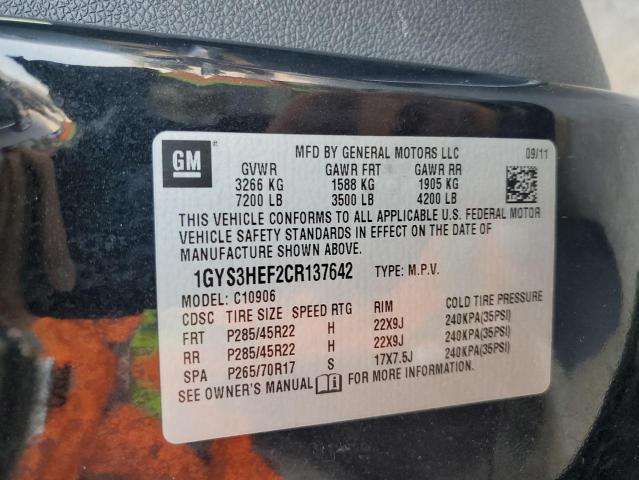 GM
MFD BY GENERAL MOTORS LLC 09/11
GVWR GAWR FRT GAWR RR
3266 KG 1588 KG 1905 KG
7200 LB 3500 LB 4200 LB
THIS VEHICLE CONFORMS TO ALL APPLICABLE U.S. FEDERAL MOTOR
VEHICLE SAFETY STANDARDS IN EFFECT ON THE DATE OF
MANUFACTURE SHOWN ABOVE.
1GYS3HEF2CR137642 TYPE: M.P.V.
MODEL: C10906
CDSC TIRE SIZE SPEED RTG RIM COLD TIRE PRESSURE
FRT P285/45R22 H 22X9J 240KPA(35PSI)
RR P285/45R22 H 22X9J 240KPA(35PSI)
SPA P265/70R17 S 17X7.5J 240KPA(35PSI)
SEE OWNER'S MANUAL FOR MORE INFORMATION.